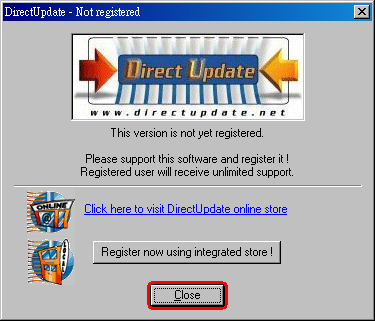 DirectUpdate - Not registered
Direct Update
www.directupdate.net
This version is not yet registered.
Please support this software and register it !
Registered user will receive unlimited support.
ONLINE
Click here to visit DirectUpdate online store
LOCAL
Register now using integrated store !
Close